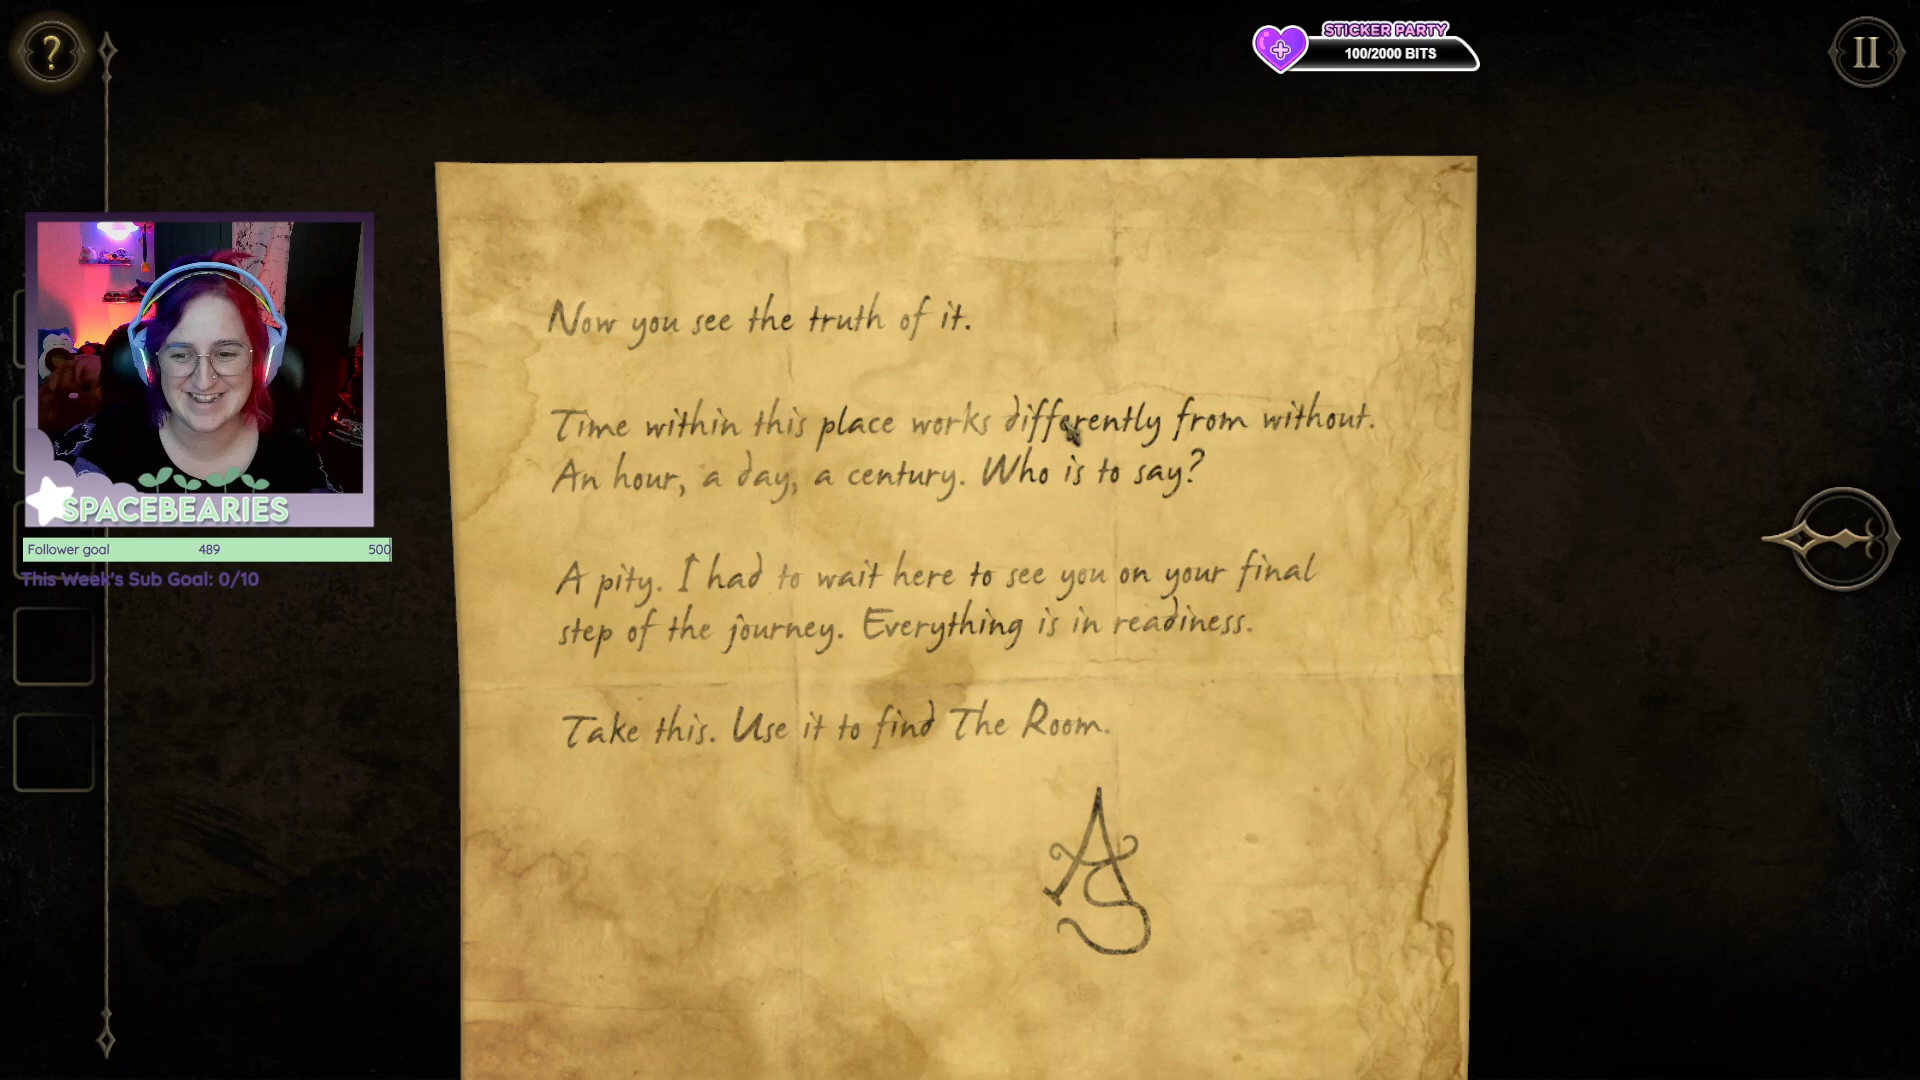 ?
STICKER PARTY
100/2000 BITS
II
Now you see the truth of it.
Time within this place works differently from without.
An hour, a day, a century. Who is to say?
A pity. I had to wait here to see you on your final
step of the journey. Everything is in readiness.
Take this. Use it to find The Room.
AS
SPACEBEARIES
Follower goal 489 500
This Week's Sub Goal: 0/10